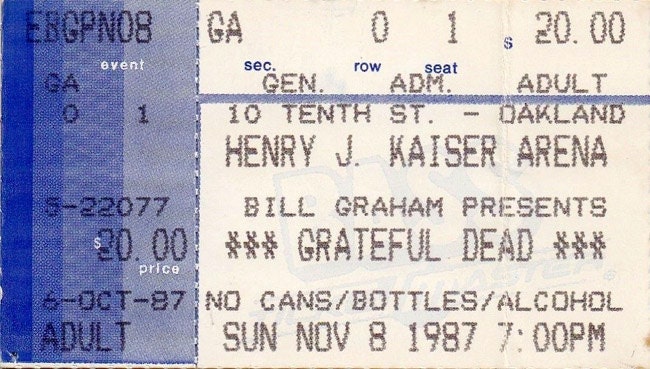 EBGPN08 GA 0 1 $ 20.00
event sec. row seat
GA GEN. ADM. ADULT
0 1 10 TENTH ST. - OAKLAND
HENRY J. KAISER ARENA
S-22077 BILL GRAHAM PRESENTS
$ 20.00 *** GRATEFUL DEAD ***
price
6-OCT-87 NO CANS/BOTTLES/ALCOHOL
ADULT SUN NOV 8 1987 7:00PM
BASS